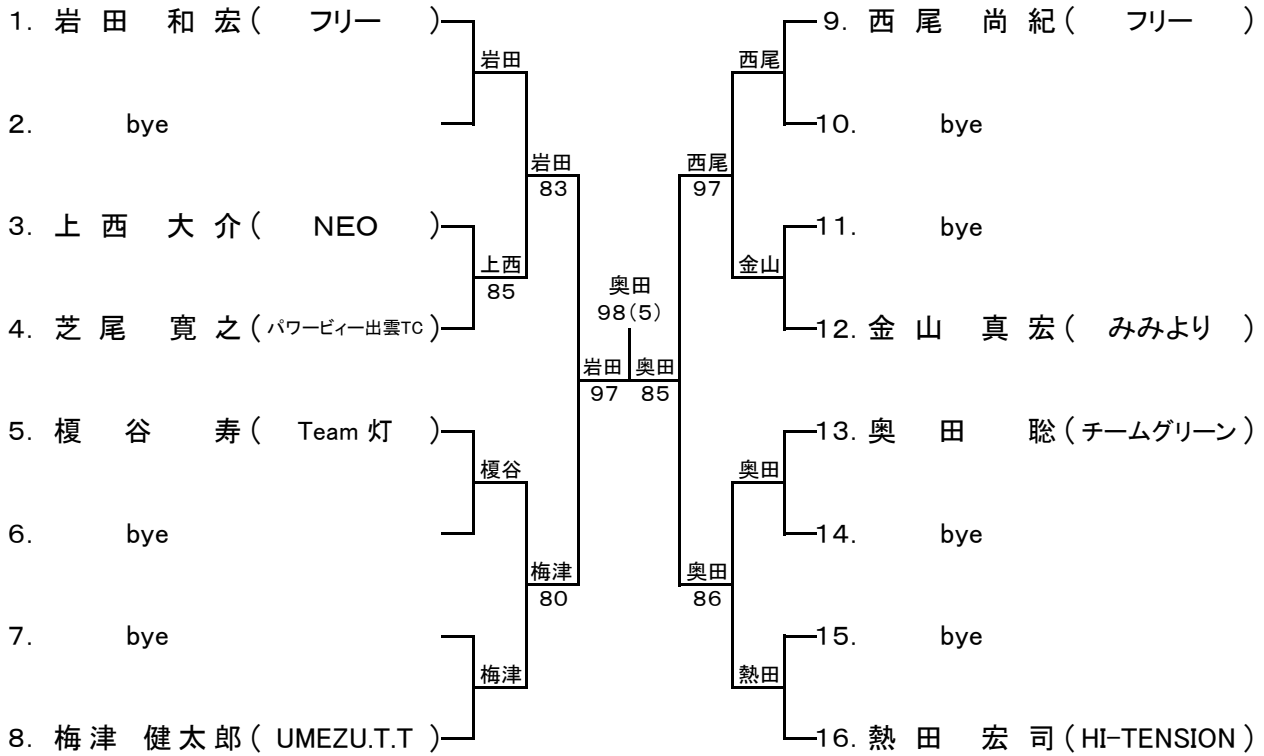 1. 岩田 和宏 ( フリー )
岩田
2. bye
岩田
83
3. 上西 大介 ( NEO )
上西
85
4. 芝尾 寛之 ( パワービィー出雲TC )
5. 榎谷 寿 ( Team 灯 )
榎谷
6. bye
梅津
80
7. bye
梅津
8. 梅津 健太郎 ( UMEZU.T.T )
奥田
98(5)
岩田 奥田
97 85
9. 西尾 尚紀 ( フリー )
西尾
10. bye
西尾
97
11. bye
金山
12. 金山 真宏 ( みみより )
13. 奥田 聡 ( チームグリーン )
奥田
14. bye
奥田
86
15. bye
熱田
16. 熱田 宏司 ( HI-TENSION )